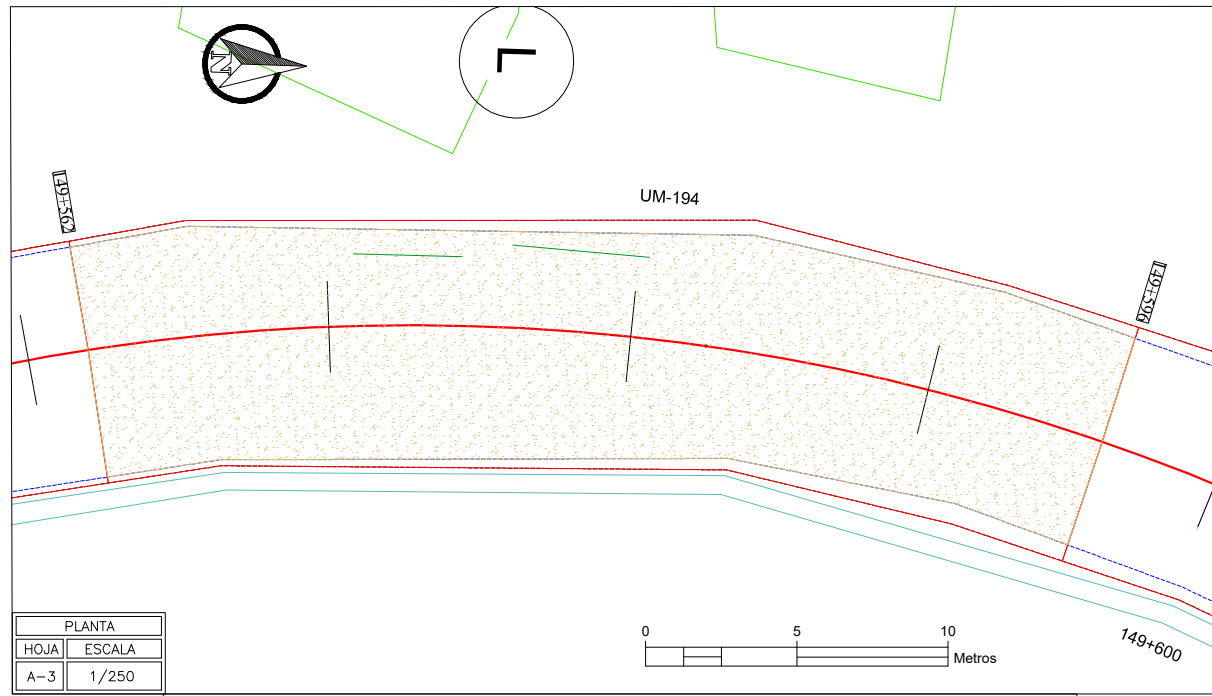 N
L
149+562
UM-194
149+596
149+600
0 5 10
Metros
PLANTA
HOJA ESCALA
A-3 1/250